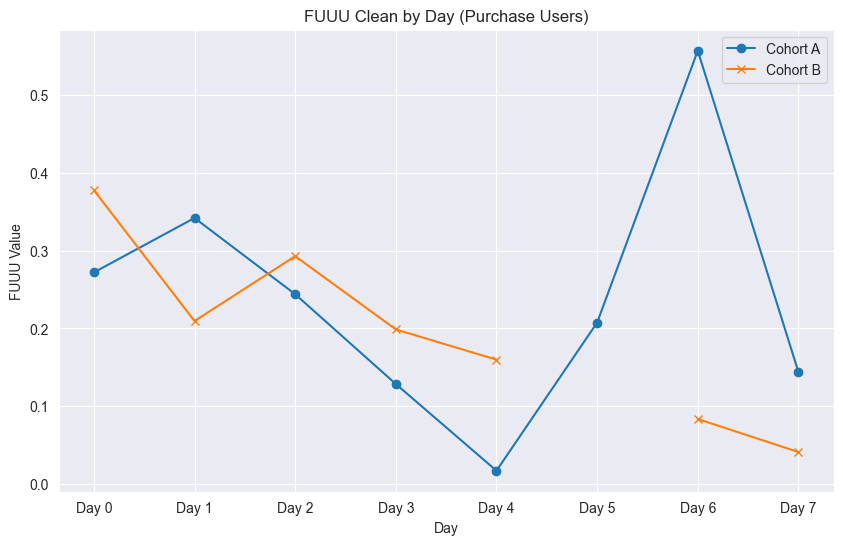 FUUU Clean by Day (Purchase Users)
Cohort A
Cohort B
FUUU Value
0.5
0.4
0.3
0.2
0.1
0.0
Day 0 Day 1 Day 2 Day 3 Day 4 Day 5 Day 6 Day 7
Day